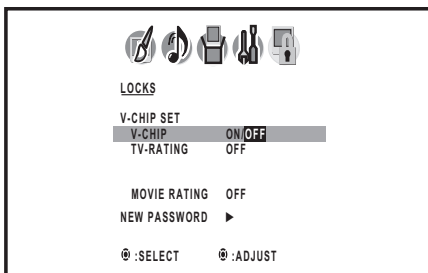 LOCKS
V-CHIP SET
V-CHIP ON/OFF
TV-RATING OFF
MOVIE RATING OFF
NEW PASSWORD ▶
:SELECT :ADJUST